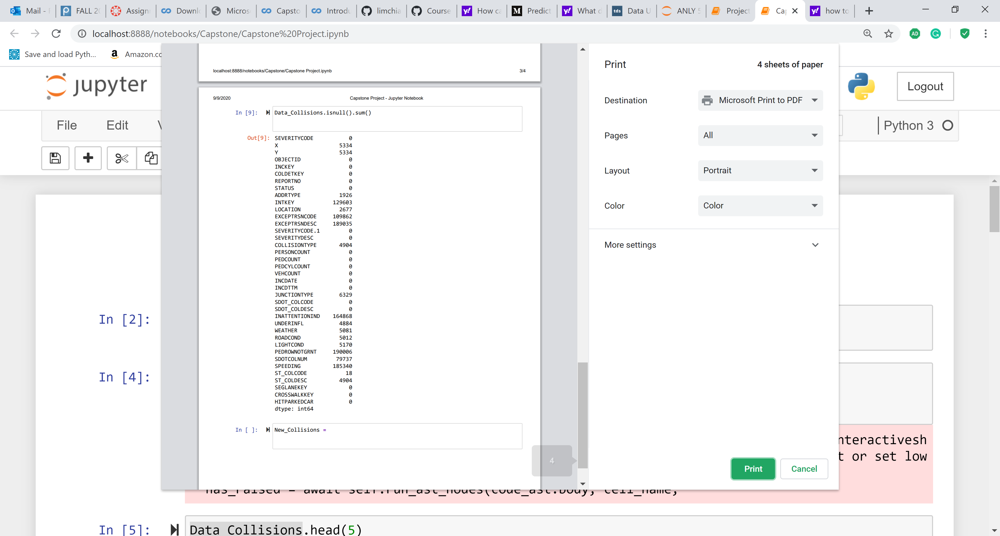 Mail -
FALL 20
Assign
Downl
Micros
Capsto
Introdu
limchia
Course
How ca
Predict
What d
tds Data U
ANLY 5
Project
Cap
how to
localhost:8888/notebooks/Capstone/Capstone%20Project.ipynb
AD
Save and load Pyth...
Amazon.co
jupyter
Logout
File Edit
Python 3
localhost:8888/notebooks/Capstone/Capstone Project.ipynb 3/4
9/9/2020 Capstone Project - Jupyter Notebook
In [9]: Data_Collisions.isnull().sum()
Out[9]: SEVERITYCODE 0
X 5334
Y 5334
OBJECTID 0
INCKEY 0
COLDETKEY 0
REPORTNO 0
STATUS 0
ADDRTYPE 1926
INTKEY 129603
LOCATION 2677
EXCEPTRSNCODE 109862
EXCEPTRSNDESC 189035
SEVERITYCODE.1 0
SEVERITYDESC 0
COLLISIONTYPE 4904
PERSONCOUNT 0
PEDCOUNT 0
PEDCYLCOUNT 0
VEHCOUNT 0
INCDATE 0
INCDTTM 0
JUNCTIONTYPE 6329
SDOT_COLCODE 0
SDOT_COLDESC 0
INATTENTIONIND 164868
UNDERINFL 4884
WEATHER 5081
ROADCOND 5012
LIGHTCOND 5170
PEDROWNOTGRNT 190006
SDOTCOLNUM 79737
SPEEDING 185340
ST_COLCODE 18
ST_COLDESC 4904
SEGLANEKEY 0
CROSSWALKKEY 0
HITPARKEDCAR 0
dtype: int64
In [ ]: New_Collisions =
4
Print 4 sheets of paper
Destination Microsoft Print to PDF
Pages All
Layout Portrait
Color Color
More settings
Print Cancel
In [2]:
In [4]:
nteractivesh
t or set low
has_raised = await self.run_ast_nodes(code_ast.body, cell_name,
In [5]: Data_Collisions.head(5)